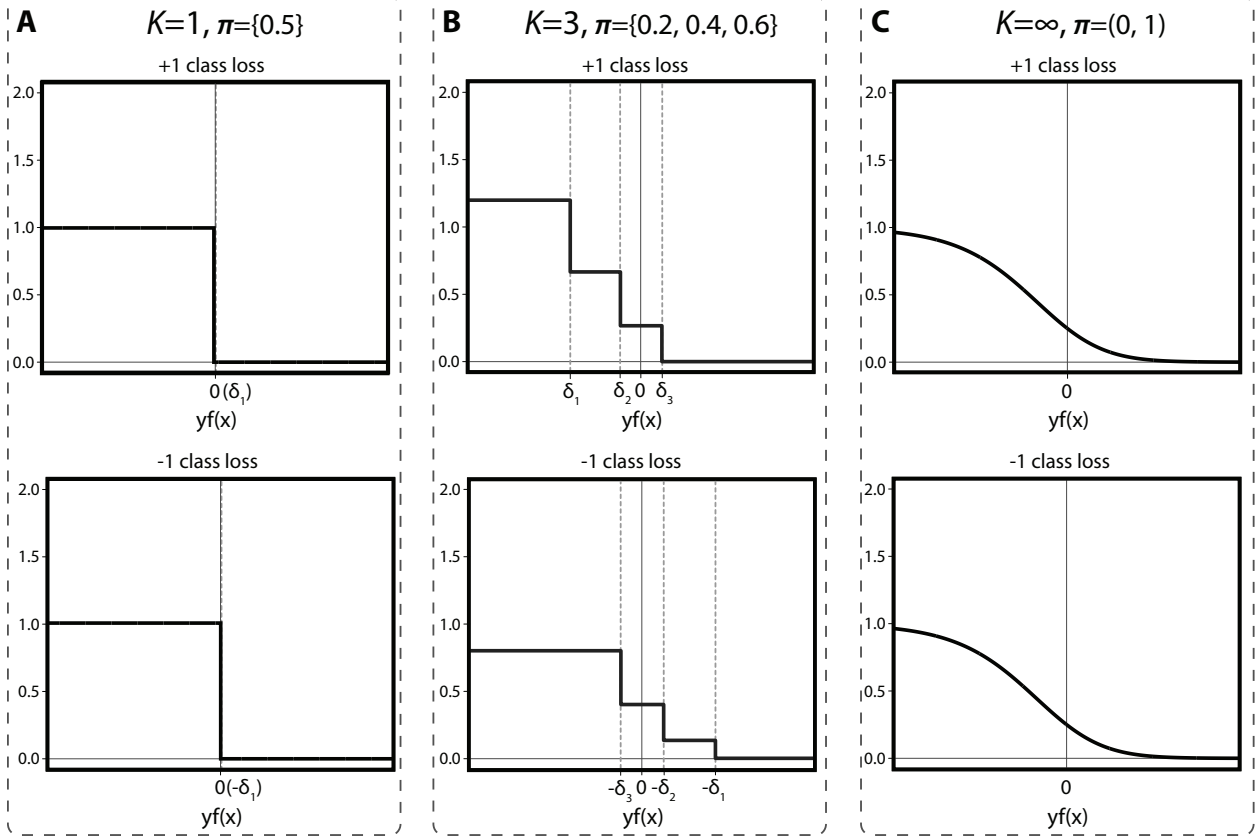 A K=1, π={0.5}
+1 class loss
2.0
1.5
1.0
0.5
0.0
0(δ₁)
yf(x)
-1 class loss
2.0
1.5
1.0
0.5
0.0
0(-δ₁)
yf(x)
B K=3, π={0.2, 0.4, 0.6}
+1 class loss
2.0
1.5
1.0
0.5
0.0
δ₁ δ₂ 0 δ₃
yf(x)
-1 class loss
2.0
1.5
1.0
0.5
0.0
-δ₃ 0 -δ₂ -δ₁
yf(x)
C K=∞, π=(0, 1)
+1 class loss
2.0
1.5
1.0
0.5
0.0
0
yf(x)
-1 class loss
2.0
1.5
1.0
0.5
0.0
0
yf(x)